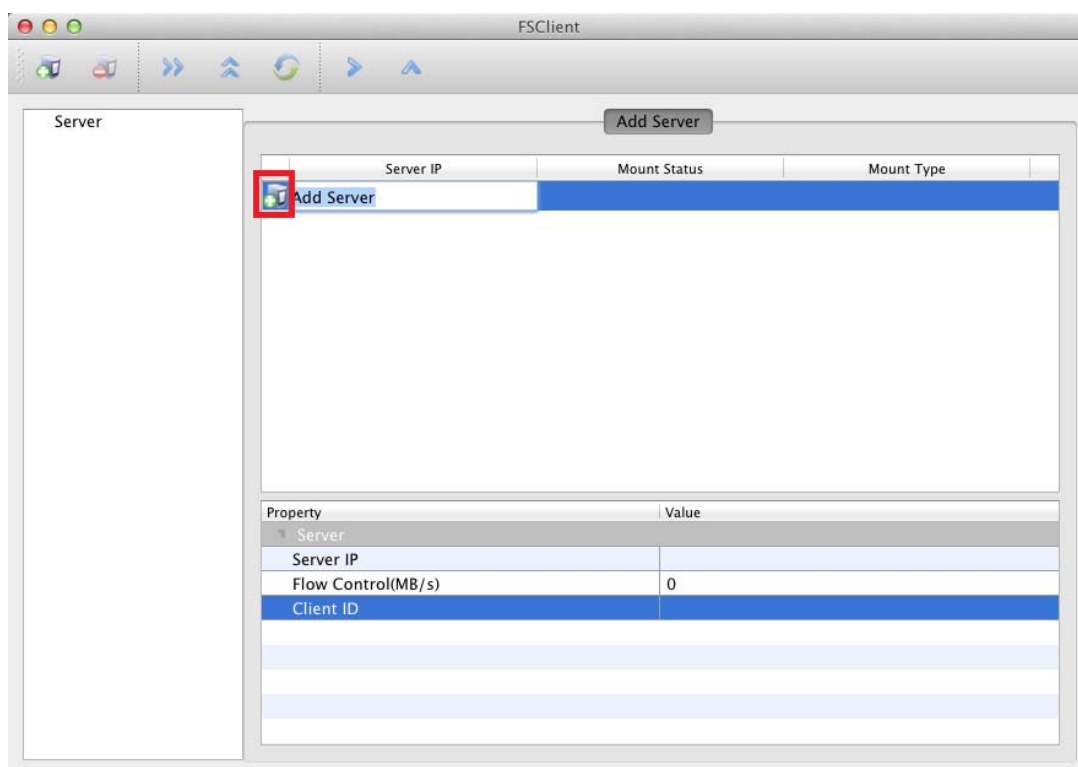 FSClient
Server
Add Server
Server IP Mount Status Mount Type
Add Server
Property Value
Server
Server IP
Flow Control(MB/s) 0
Client ID